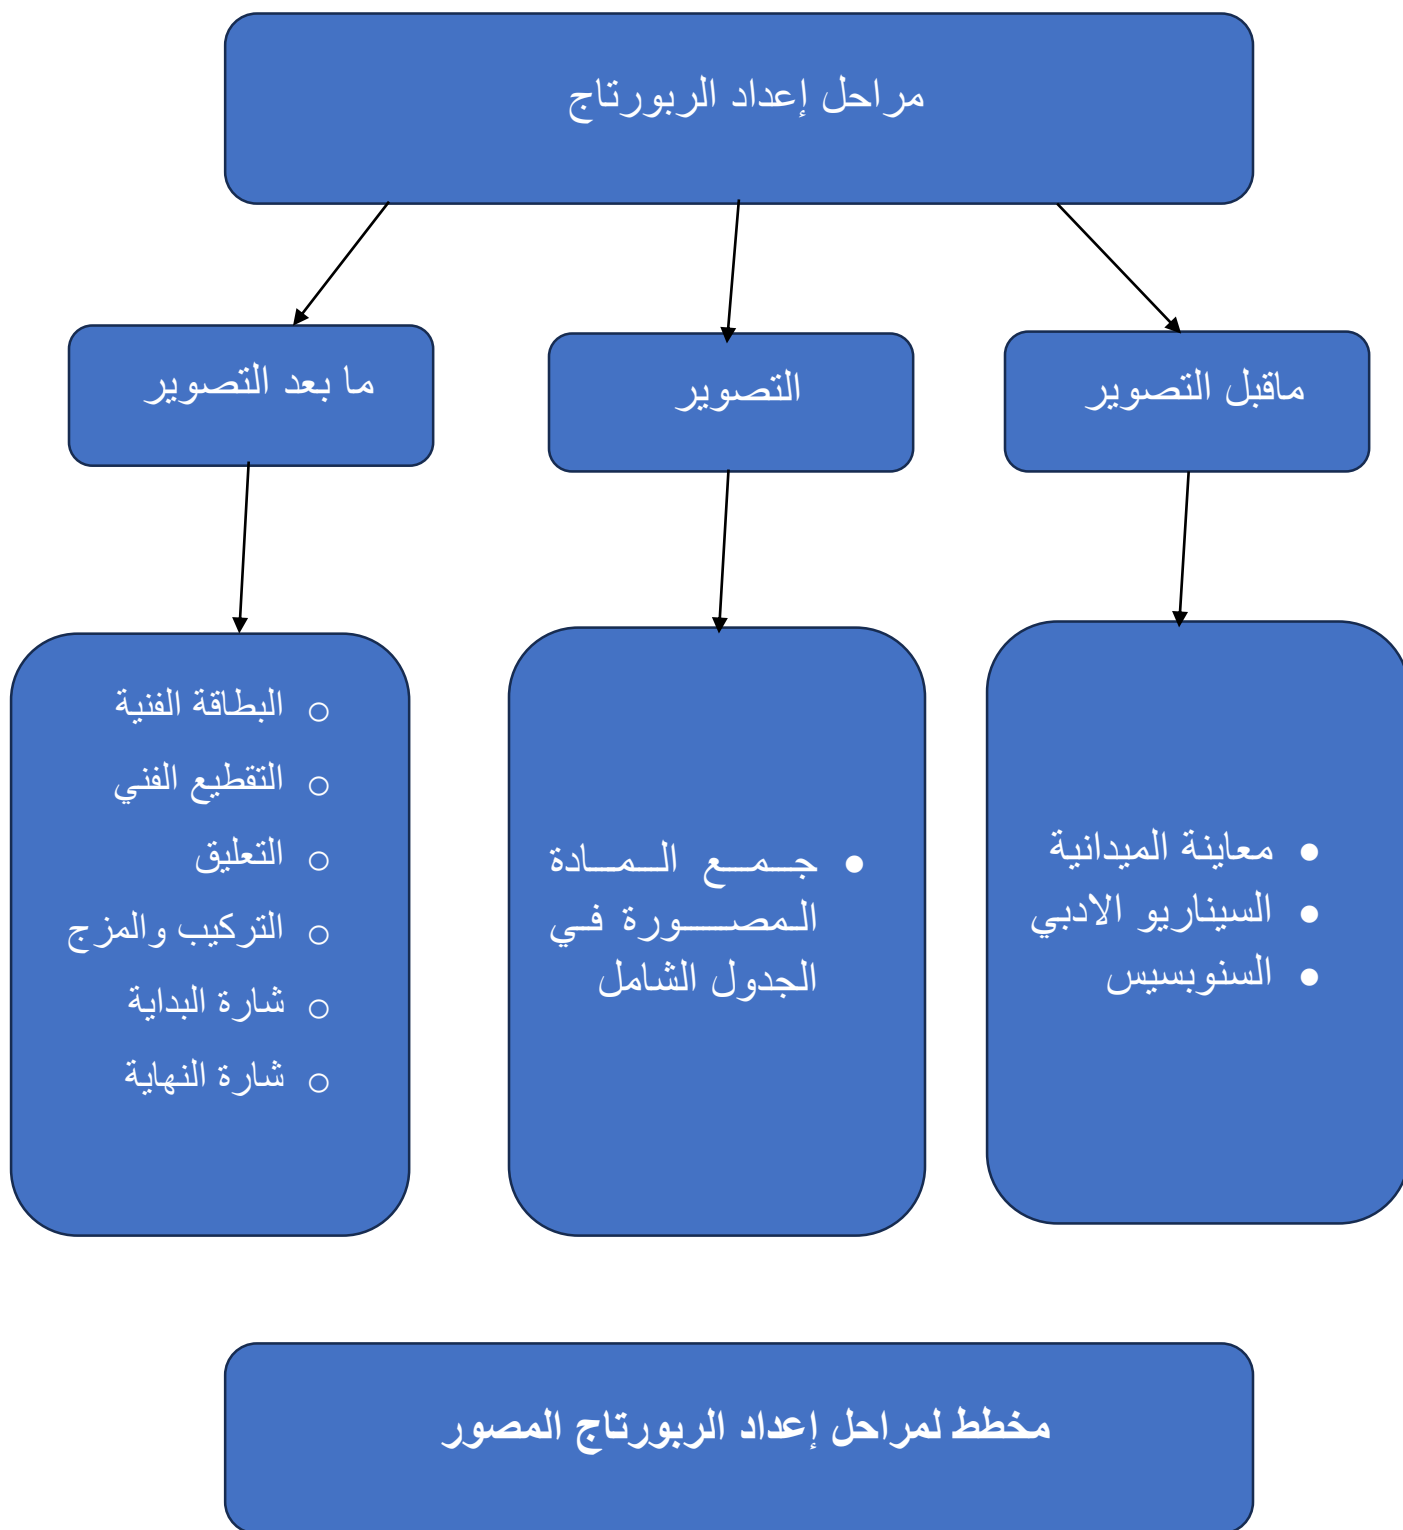 مراحل إعداد الربورتاج
ماقبل التصوير
التصوير
ما بعد التصوير
معاينة الميدانية
السيناريو الادبي
السنوبسيس
جمع المادة
المصورة في
الجدول الشامل
البطاقة الفنية
التقطيع الفني
التعليق
التركيب والمزج
شارة البداية
شارة النهاية
مخطط لمراحل إعداد الربورتاج المصور